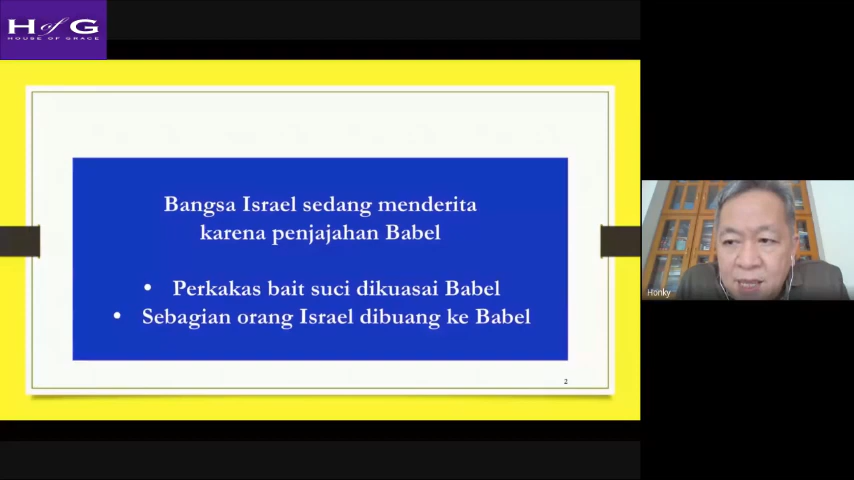 H of G
HOUSE OF GRACE
Bangsa Israel sedang menderita
karena penjajahan Babel
• Perkakas bait suci dikuasai Babel
• Sebagian orang Israel dibuang ke Babel
2
Honky